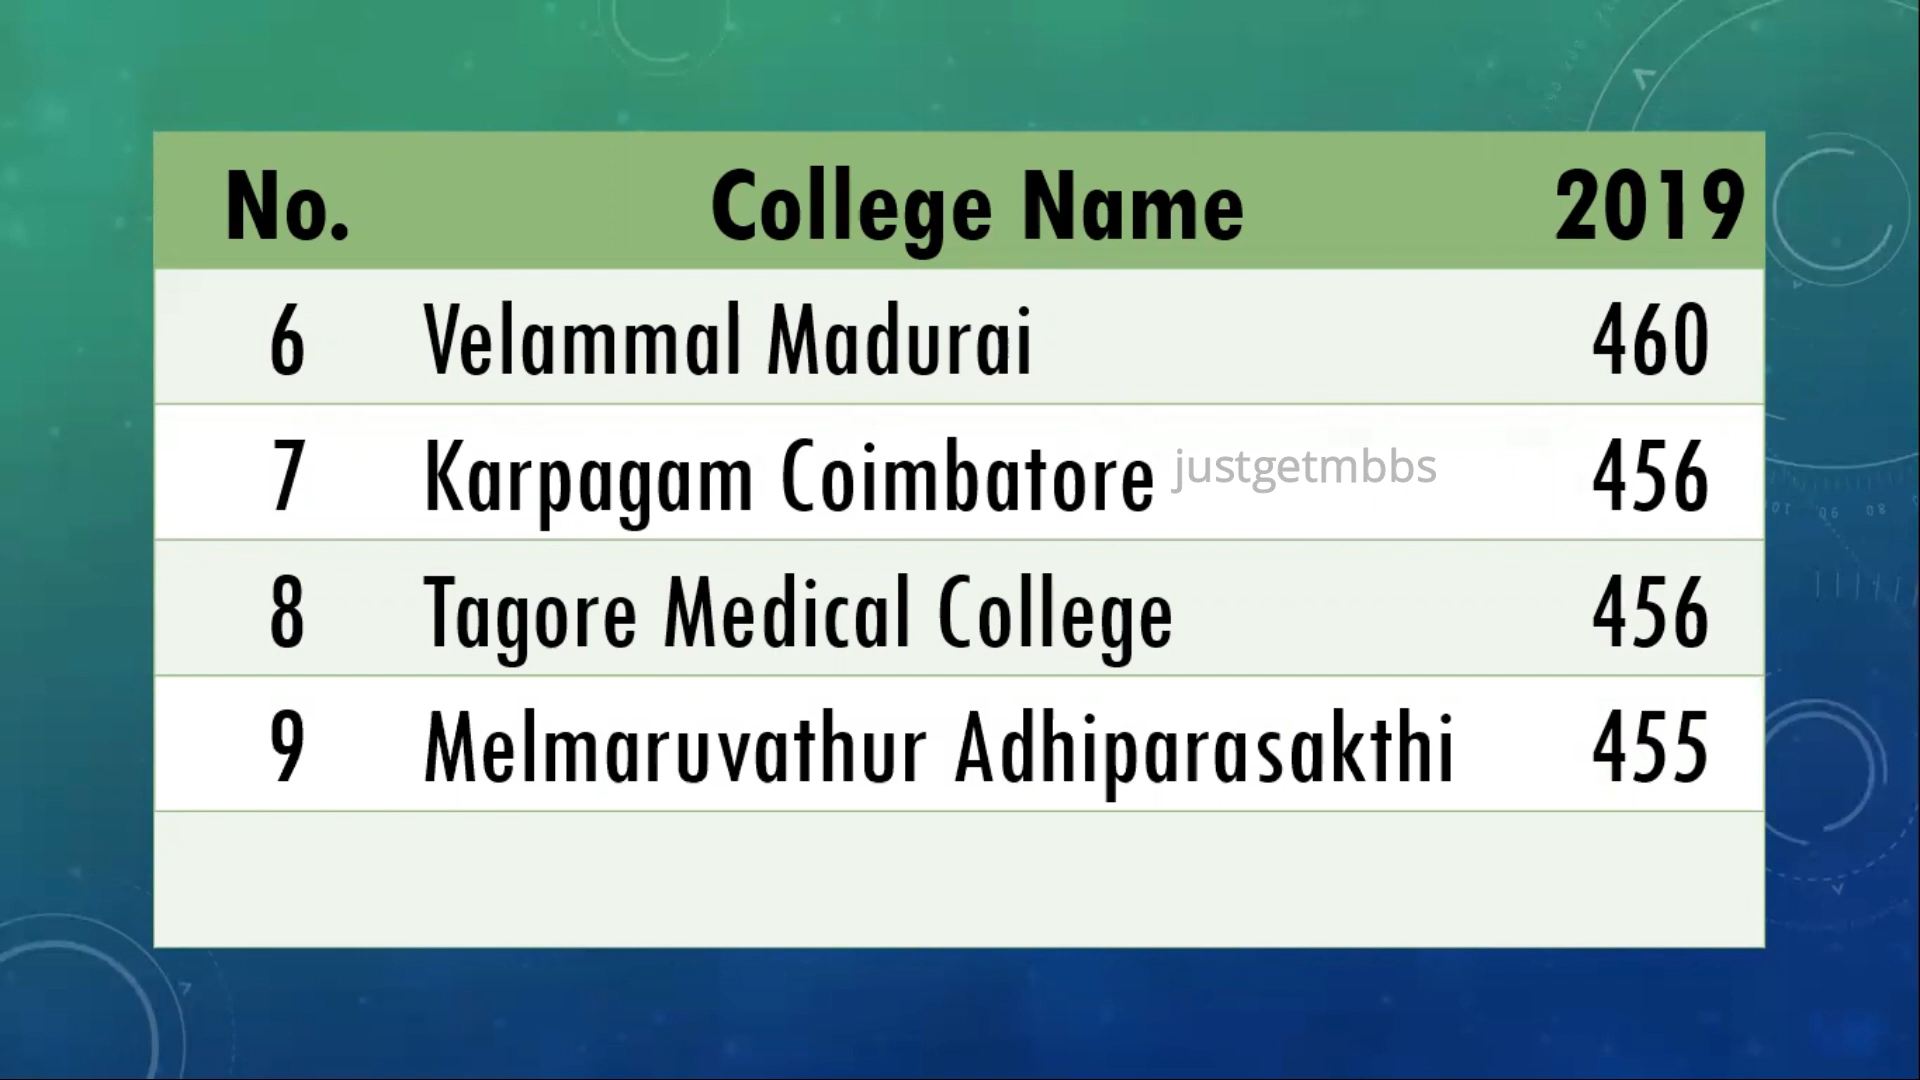 No. College Name 2019
6 Velammal Madurai 460
7 Karpagam Coimbatore justgetmbbs 456
8 Tagore Medical College 456
9 Melmaruvathur Adhiparasakthi 455